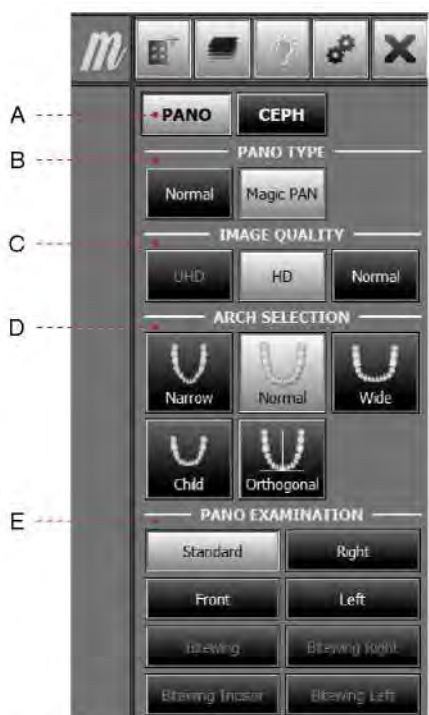 m
A
PANO CEPH
B
PANO TYPE
Normal Magic PAN
C
IMAGE QUALITY
UHD HD Normal
D
ARCH SELECTION
Narrow Normal Wide
Child Orthogonal
E
PANO EXAMINATION
Standard Right
Front Left
Bitewing Bitewing Right
Bitewing Incisor Bitewing Left